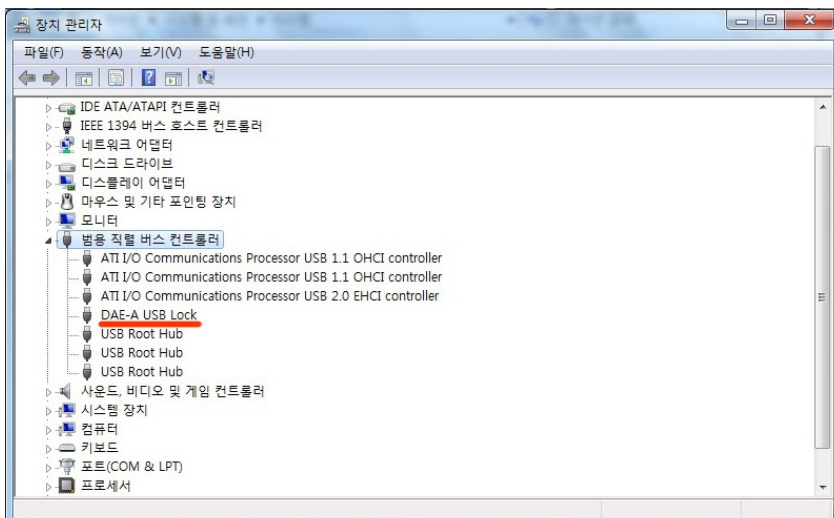 장치 관리자
파일(F) 동작(A) 보기(V) 도움말(H)
IDE ATA/ATAPI 컨트롤러
IEEE 1394 버스 호스트 컨트롤러
네트워크 어댑터
디스크 드라이브
디스플레이 어댑터
마우스 및 기타 포인팅 장치
모니터
범용 직렬 버스 컨트롤러
ATI I/O Communications Processor USB 1.1 OHCI controller
ATI I/O Communications Processor USB 1.1 OHCI controller
ATI I/O Communications Processor USB 2.0 EHCI controller
DAE-A USB Lock
USB Root Hub
USB Root Hub
USB Root Hub
사운드, 비디오 및 게임 컨트롤러
시스템 장치
컴퓨터
키보드
포트(COM & LPT)
프로세서